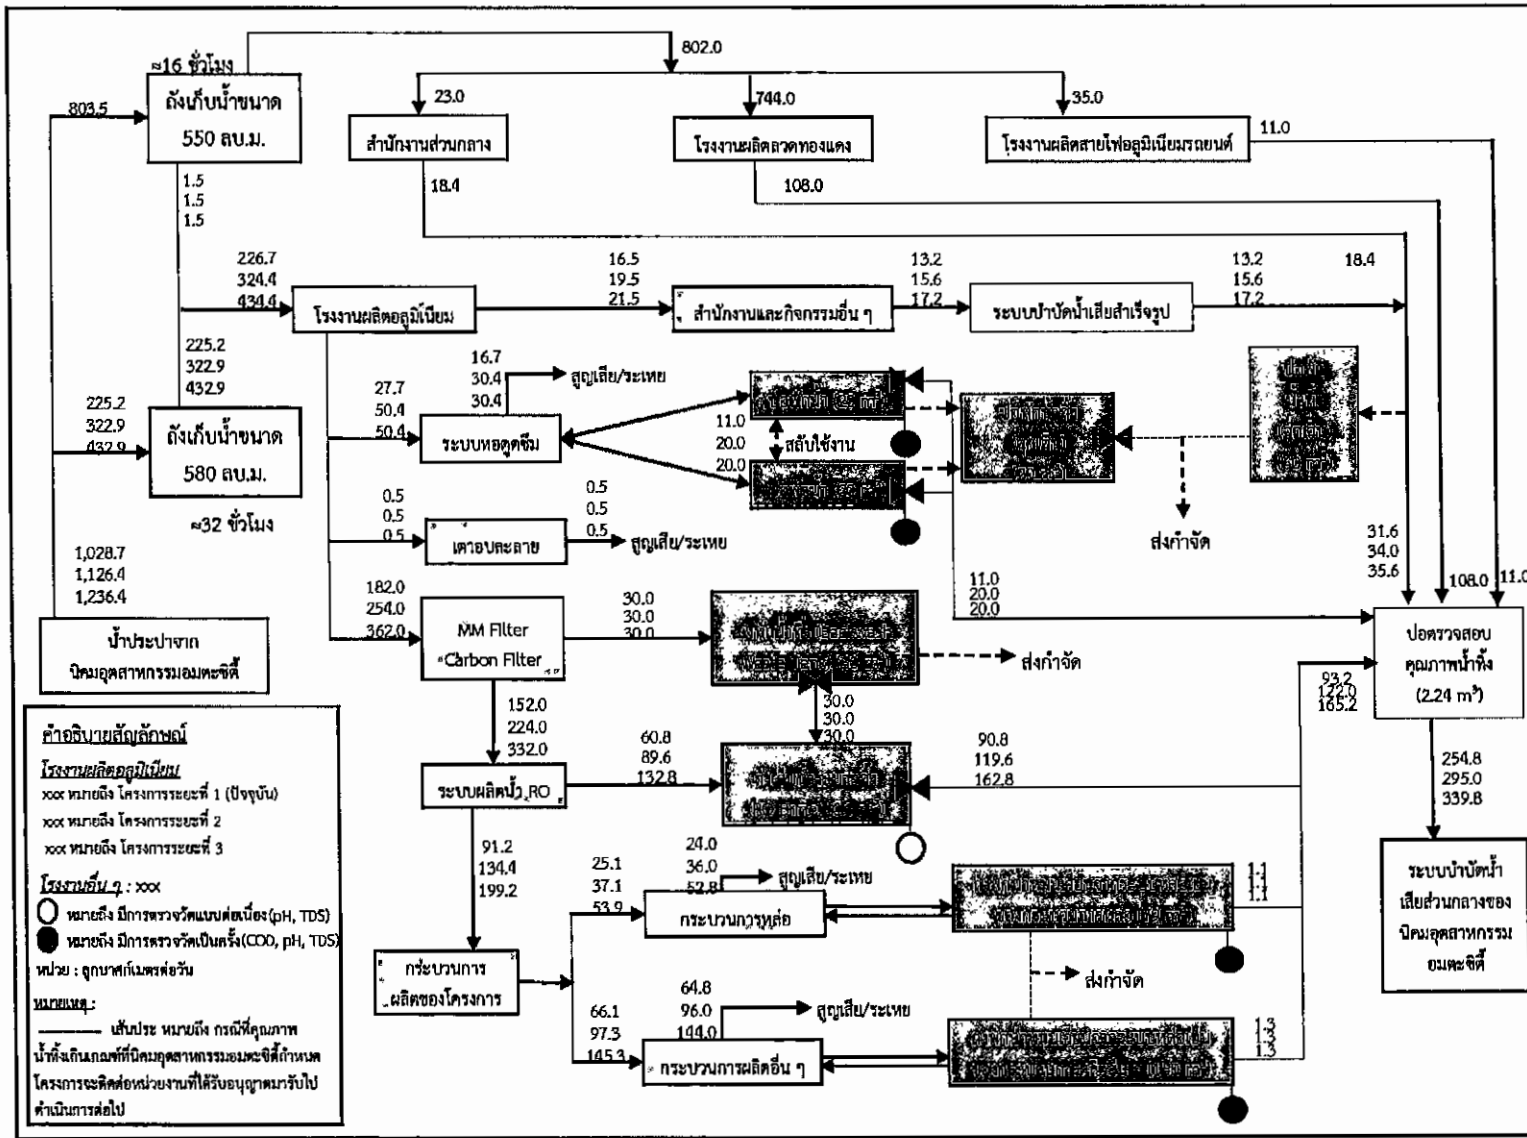 802.0
≈16 ชั่วโมง
803.5
ถังเก็บน้ำขนาด
550 ลบ.ม.
23.0
744.0
35.0
สำนักงานส่วนกลาง
โรงงานผลิตลวดทองแดง
โรงงานผลิตสายไฟอลูมิเนียมรถยนต์
11.0
18.4
108.0
1.5
1.5
1.5
226.7
324.4
434.4
โรงงานผลิตอลูมิเนียม
16.5
19.5
21.5
สำนักงานและกิจกรรมอื่น ๆ
13.2
15.6
17.2
ระบบบำบัดน้ำเสียสำเร็จรูป
13.2
15.6
17.2
18.4
225.2
322.9
432.9
225.2
322.9
432.9
ถังเก็บน้ำขนาด
580 ลบ.ม.
≈32 ชั่วโมง
27.7
50.4
50.4
16.7
30.4
30.4
สูญเสีย/ระเหย
ระบบหอดูดซึม
11.0
20.0
20.0
สลับใช้งาน
ส่งกำจัด
0.5
0.5
0.5
เตาอบละลาย
0.5
0.5
0.5
สูญเสีย/ระเหย
1,028.7
1,126.4
1,236.4
น้ำประปาจาก
นิคมอุตสาหกรรมอมตะซิตี้
182.0
254.0
362.0
MM Filter
Carbon Filter
30.0
30.0
30.0
ส่งกำจัด
11.0
20.0
20.0
31.6
34.0
35.6
108.0
11.0
บ่อตรวจสอบ
คุณภาพน้ำทิ้ง
(2.24 m³)
93.2
122.0
165.2
152.0
224.0
332.0
ระบบผลิตน้ำ RO
60.8
89.6
132.8
30.0
30.0
30.0
90.8
119.6
162.8
254.8
295.0
339.8
ระบบบำบัดน้ำ
เสียส่วนกลางของ
นิคมอุตสาหกรรม
อมตะซิตี้
91.2
134.4
199.2
กระบวนการ
ผลิตของโครงการ
25.1
37.1
53.9
24.0
36.0
52.8
สูญเสีย/ระเหย
กระบวนการหล่อ
1.1
1.1
1.1
ส่งกำจัด
66.1
97.3
145.3
64.8
96.0
144.0
สูญเสีย/ระเหย
กระบวนการผลิตอื่น ๆ
1.3
1.3
1.3
คำอธิบายสัญลักษณ์
โรงงานผลิตอลูมิเนียม
xxx หมายถึง โครงการระยะที่ 1 (ปัจจุบัน)
xxx หมายถึง โครงการระยะที่ 2
xxx หมายถึง โครงการระยะที่ 3
โรงงานอื่น ๆ : xxx
หมายถึง มีการตรวจวัดแบบต่อเนื่อง(pH, TDS)
หมายถึง มีการตรวจวัดเป็นครั้ง(COD, pH, TDS)
หน่วย : ลูกบาศก์เมตรต่อวัน
หมายเหตุ :
เส้นประ หมายถึง กรณีที่คุณภาพ
น้ำทิ้งเกินเกณฑ์ที่นิคมอุตสาหกรรมอมตะซิตี้กำหนด
โครงการจะติดต่อหน่วยงานที่ได้รับอนุญาตมารับไป
ดำเนินการต่อไป